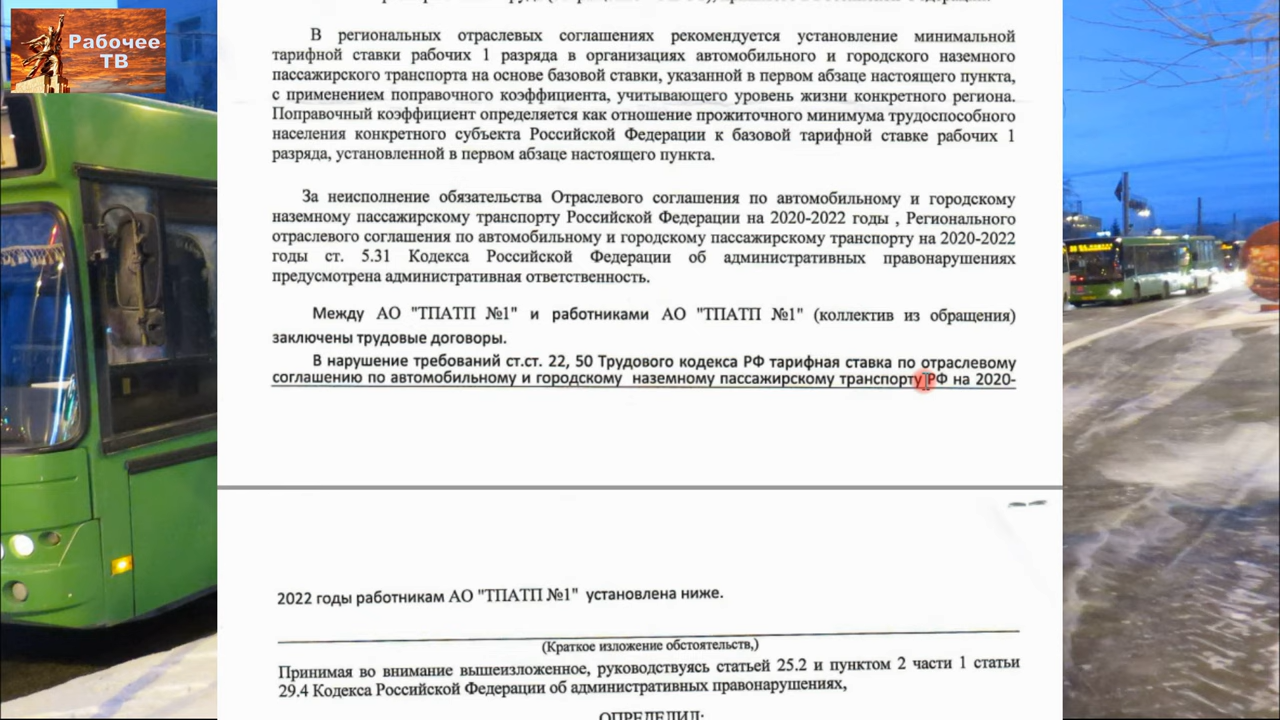 Рабочее
ТВ
В региональных отраслевых соглашениях рекомендуется установление минимальной
тарифной ставки рабочих 1 разряда в организациях автомобильного и городского наземного
пассажирского транспорта на основе базовой ставки, указанной в первом абзаце настоящего пункта,
с применением поправочного коэффициента, учитывающего уровень жизни конкретного региона.
Поправочный коэффициент определяется как отношение прожиточного минимума трудоспособного
населения конкретного субъекта Российской Федерации к базовой тарифной ставке рабочих 1
разряда, установленной в первом абзаце настоящего пункта.
За неисполнение обязательства Отраслевого соглашения по автомобильному и городскому
наземному пассажирскому транспорту Российской Федерации на 2020-2022 годы , Регионального
отраслевого соглашения по автомобильному и городскому пассажирскому транспорту на 2020-2022
годы ст. 5.31 Кодекса Российской Федерации об административных правонарушениях
предусмотрена административная ответственность.
Между АО "ТПАТП №1" и работниками АО "ТПАТП №1" (коллектив из обращения)
заключены трудовые договоры.
В нарушение требований ст.ст. 22, 50 Трудового кодекса РФ тарифная ставка по отраслевому
соглашению по автомобильному и городскому наземному пассажирскому транспорту РФ на 2020-
2022 годы работникам АО "ТПАТП №1" установлена ниже.
(Краткое изложение обстоятельств,)
Принимая во внимание вышеизложенное, руководствуясь статьей 25.2 и пунктом 2 части 1 статьи
29.4 Кодекса Российской Федерации об административных правонарушениях,
ОПРЕДЕЛИЛ: